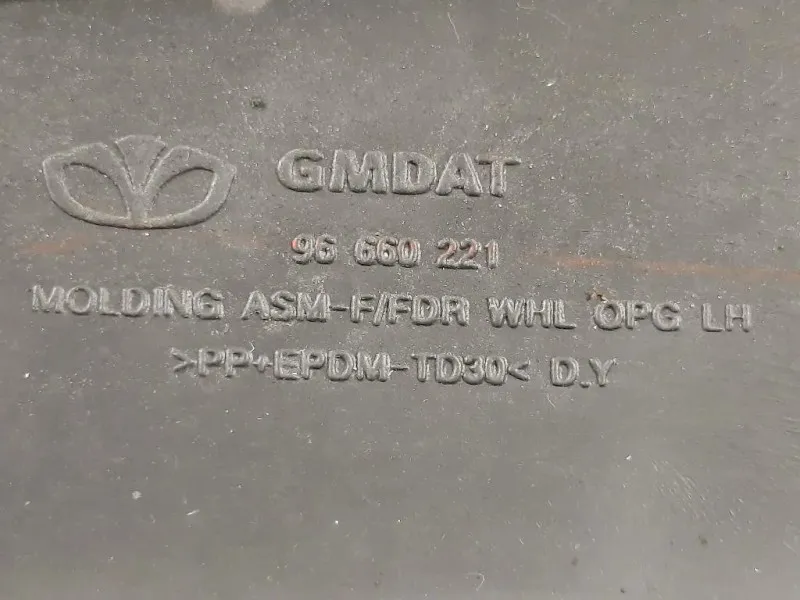 GMDAT
96 660 221
MOLDING ASM-F/FDR WHL OPG LH
>PP+EPDM-TD30< D.Y